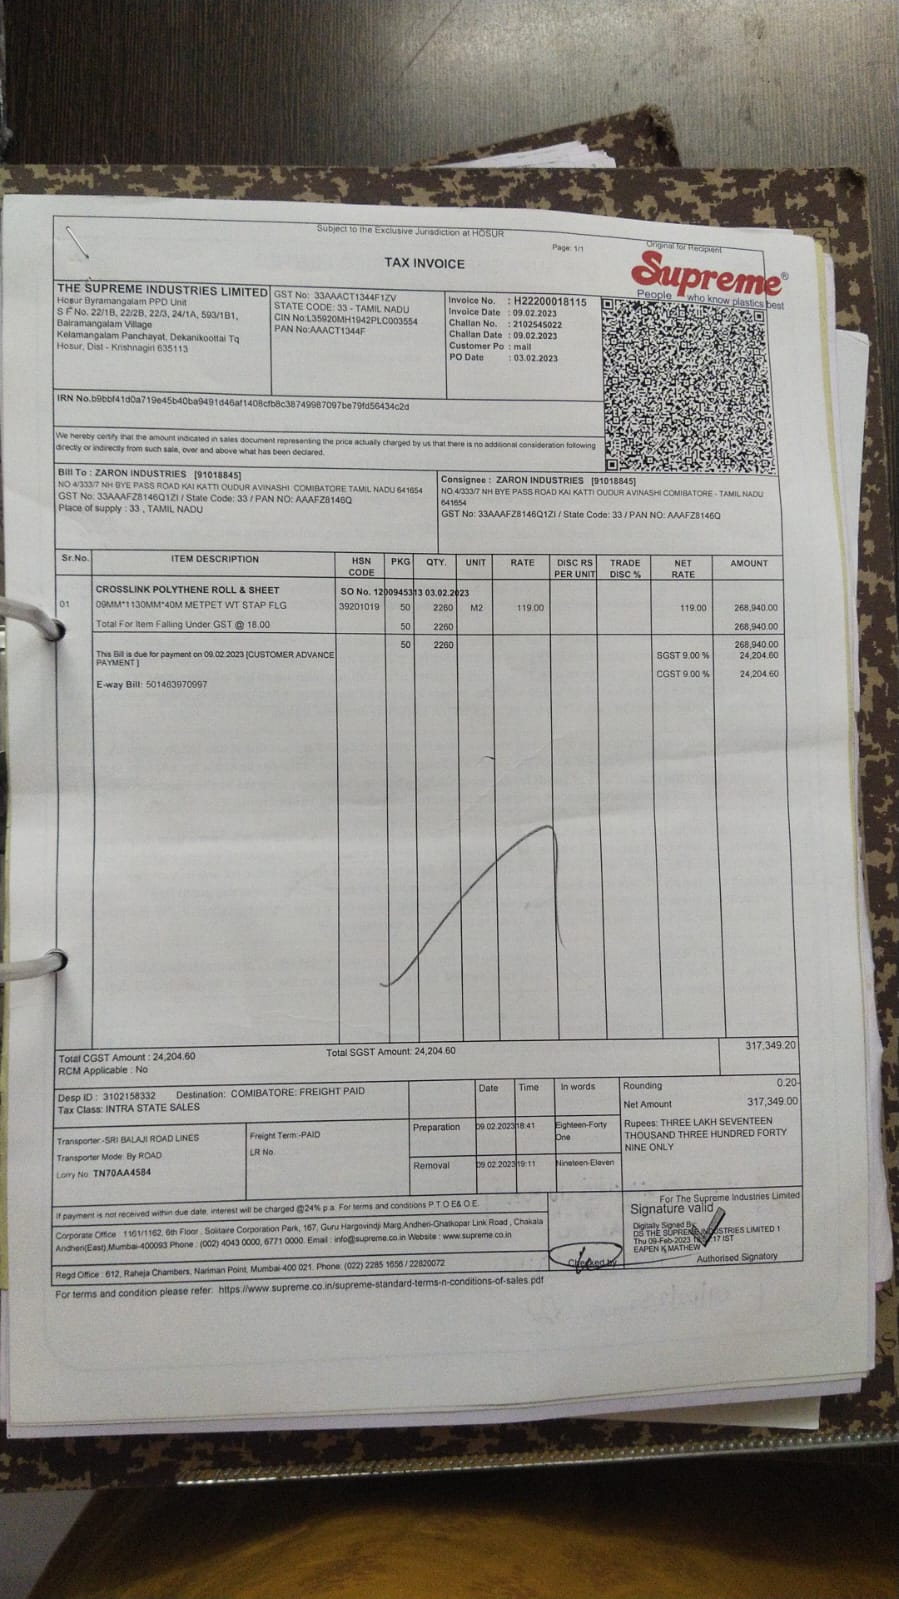 Subject to the Exclusive Jurisdiction at HOSUR
Page: 1/1
Original for Recipient
TAX INVOICE
Supreme®
People who know plastics best
THE SUPREME INDUSTRIES LIMITED
Hosur Byramangalam PPD Unit
S F No. 22/1B, 22/2B, 22/3, 24/1A, 593/1B1,
Bairamangalam Village
Kelamangalam Panchayat, Dekanikoottai Tq
Hosur, Dist - Krishnagiri 635113
GST No: 33AAACT1344F1ZV
STATE CODE: 33 - TAMIL NADU
CIN No:L35920MH1942PLC003554
PAN No:AAACT1344F
Invoice No. : H22200018115
Invoice Date : 09.02.2023
Challan No. : 2102545022
Challan Date : 09.02.2023
Customer Po : mail
PO Date : 03.02.2023
IRN No.b9bbf41d0a719e45b40ba9491d46af1408cfb8c38749987097be79fd56434c2d
We hereby certify that the amount indicated in sales document representing the price actually charged by us that there is no additional consideration following
directly or indirectly from such sale, over and above what has been declared.
Bill To : ZARON INDUSTRIES [91018845]
NO 4/333/7 NH BYE PASS ROAD KAI KATTI OUDUR AVINASHI COMIBATORE TAMIL NADU 641654
GST No: 33AAAFZ8146Q1ZI / State Code: 33 / PAN NO: AAAFZ8146Q
Place of supply : 33 , TAMIL NADU
Consignee : ZARON INDUSTRIES [91018845]
NO.4/333/7 NH BYE PASS ROAD KAI KATTI OUDUR AVINASHI COMIBATORE - TAMIL NADU
641654
GST No: 33AAAFZ8146Q1ZI / State Code: 33 / PAN NO: AAAFZ8146Q
Sr.No. ITEM DESCRIPTION HSN CODE PKG QTY. UNIT RATE DISC RS PER UNIT TRADE DISC % NET RATE AMOUNT
CROSSLINK POLYTHENE ROLL & SHEET SO No. 1200945313 03.02.2023
01 09MM*1130MM*40M METPET WT STAP FLG 39201019 50 2260 M2 119.00 119.00 268,940.00
Total For Item Falling Under GST @ 18.00 50 2260 268,940.00
50 2260 268,940.00
This Bill is due for payment on 09.02.2023 [CUSTOMER ADVANCE
PAYMENT ]
SGST 9.00 % 24,204.60
CGST 9.00 % 24,204.60
E-way Bill: 501463970997
Total CGST Amount : 24,204.60 Total SGST Amount: 24,204.60 317,349.20
RCM Applicable : No
Desp ID : 3102158332 Destination: COMIBATORE: FREIGHT PAID
Tax Class: INTRA STATE SALES
Date Time In words
Rounding 0.20-
Net Amount 317,349.00
Transporter:-SRI BALAJI ROAD LINES
Transporter Mode: By ROAD
Lorry No. TN70AA4584
Freight Term:-PAID
LR No.
Preparation 09.02.2023 18:41 Eighteen-Forty One
Removal 09.02.2023 19:11 Nineteen-Eleven
Rupees: THREE LAKH SEVENTEEN
THOUSAND THREE HUNDRED FORTY
NINE ONLY
If payment is not received within due date, interest will be charged @24% p.a. For terms and conditions P T O E& O.E.
Corporate Office : 1161/1162, 6th Floor , Solitaire Corporation Park, 167, Guru Hargovindji Marg,Andheri-Ghatkopar Link Road , Chakala
Andheri(East),Mumbai-400093 Phone : (002) 4043 0000, 6771 0000. Email : info@supreme.co.in Website : www.supreme.co.in
Regd Office : 612, Raheja Chambers, Nariman Point, Mumbai-400 021. Phone: (022) 2285 1656 / 22820072
Checked by
For The Supreme Industries Limited
Signature valid
Digitally Signed By
DS THE SUPREME INDUSTRIES LIMITED 1
Thu 09-Feb-2023 17 IST
EAPEN K MATHEW
Authorised Signatory
For terms and condition please refer: https://www.supreme.co.in/supreme-standard-terms-n-conditions-of-sales.pdf